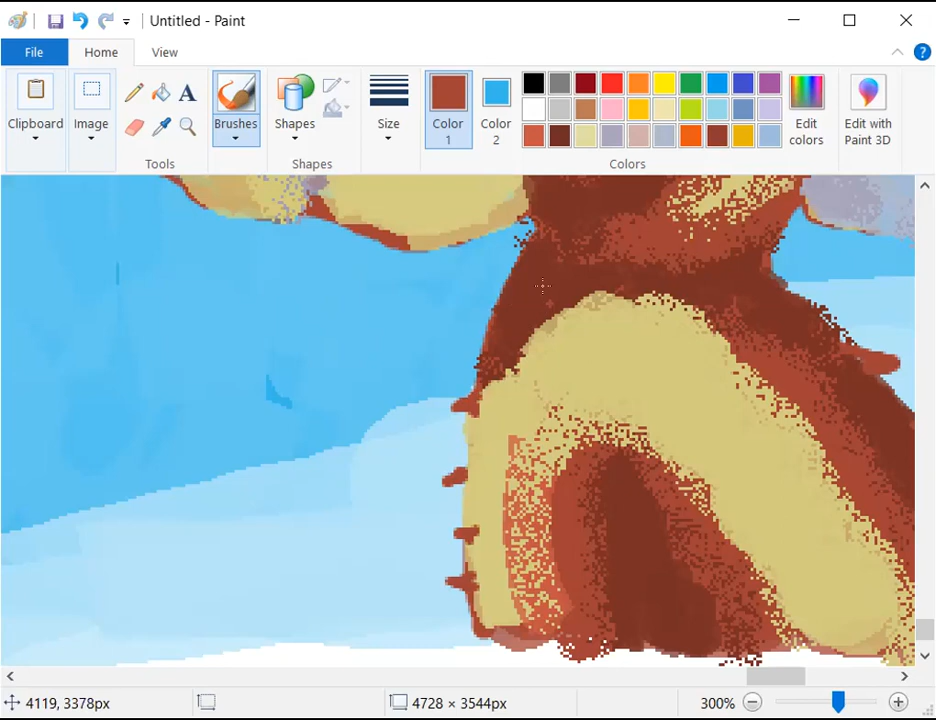 Untitled - Paint
File Home View
Clipboard Image Tools Brushes Shapes Shapes Size Color 1 Color 2 Colors Edit colors Edit with Paint 3D
4119, 3378px 4728 × 3544px 300%